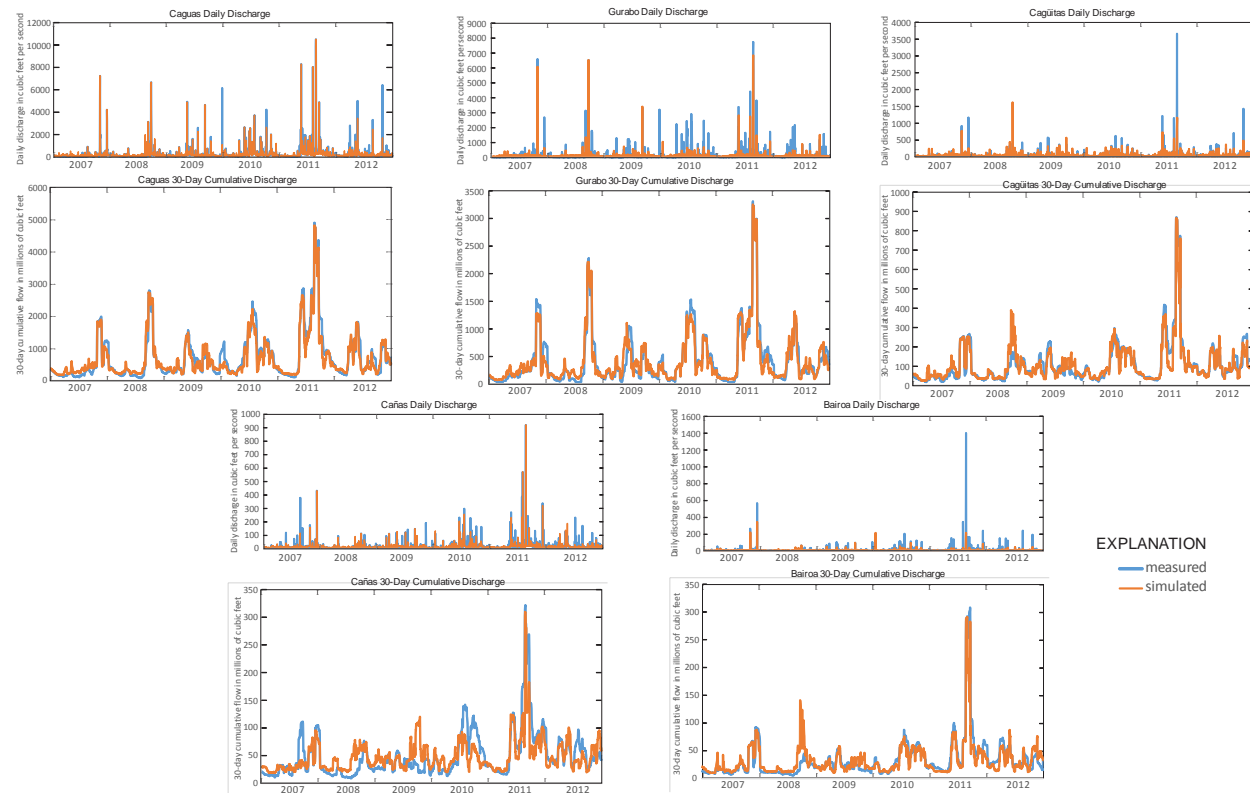 Caguas Daily Discharge
Daily discharge in cubic feet per second
12000
10000
8000
6000
4000
2000
0
2007 2008 2009 2010 2011 2012
Gurabo Daily Discharge
Daily discharge in cubic feet per second
9000
8000
7000
6000
5000
4000
3000
2000
1000
0
2007 2008 2009 2010 2011 2012
Cagüitas Daily Discharge
Daily discharge in cubic feet per second
4000
3500
3000
2500
2000
1500
1000
500
0
2007 2008 2009 2010 2011 2012
Caguas 30-Day Cumulative Discharge
30-day cumulative flow in millions of cubic feet
6000
5000
4000
3000
2000
1000
0
2007 2008 2009 2010 2011 2012
Gurabo 30-Day Cumulative Discharge
30-day cumulative flow in millions of cubic feet
3500
3000
2500
2000
1500
1000
500
0
2007 2008 2009 2010 2011 2012
Cagüitas 30-Day Cumulative Discharge
30-day cumulative flow in millions of cubic feet
1000
900
800
700
600
500
400
300
200
100
0
2007 2008 2009 2010 2011 2012
Cañas Daily Discharge
Daily discharge in cubic feet per second
1000
900
800
700
600
500
400
300
200
100
0
2007 2008 2009 2010 2011 2012
Bairoa Daily Discharge
Daily discharge in cubic feet per second
1600
1400
1200
1000
800
600
400
200
0
2007 2008 2009 2010 2011 2012
EXPLANATION
measured
simulated
Cañas 30-Day Cumulative Discharge
30-day cumulative flow in millions of cubic feet
350
300
250
200
150
100
50
0
2007 2008 2009 2010 2011 2012
Bairoa 30-Day Cumulative Discharge
30-day cumulative flow in millions of cubic feet
350
300
250
200
150
100
50
0
2007 2008 2009 2010 2011 2012